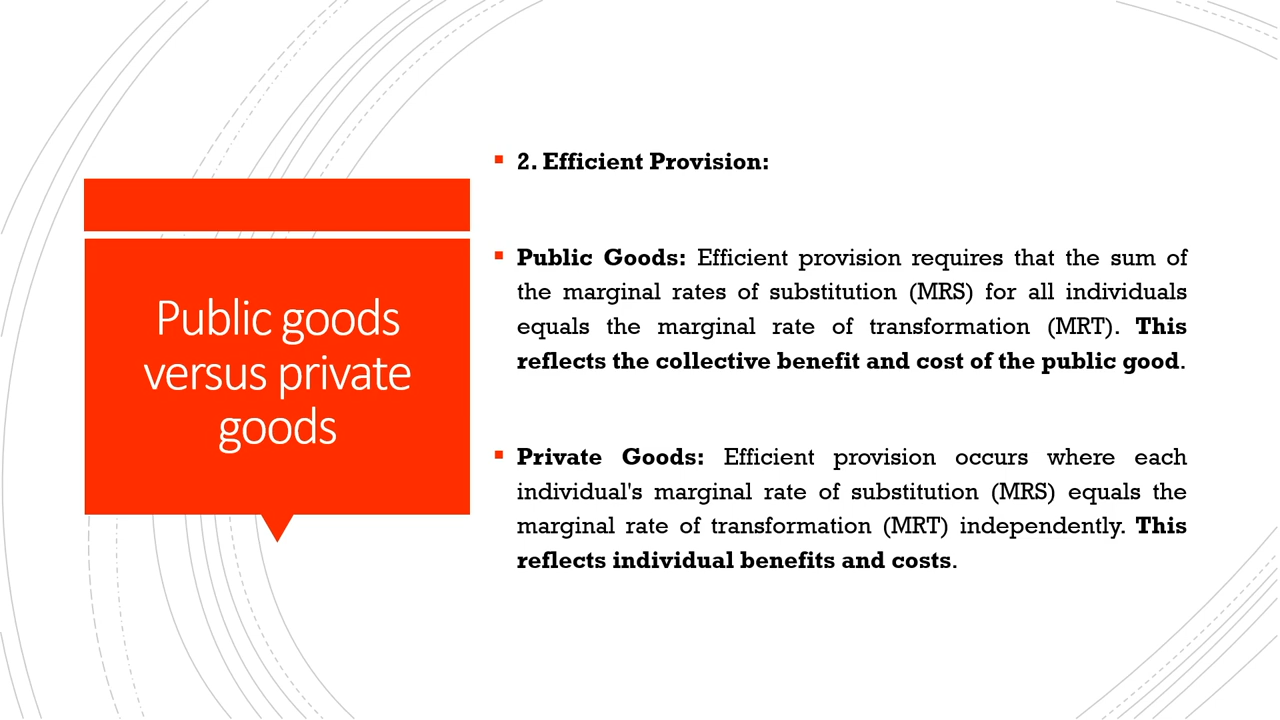 Public goods
versus private
goods
2. Efficient Provision:
Public Goods: Efficient provision requires that the sum of
the marginal rates of substitution (MRS) for all individuals
equals the marginal rate of transformation (MRT). This
reflects the collective benefit and cost of the public good.
Private Goods: Efficient provision occurs where each
individual's marginal rate of substitution (MRS) equals the
marginal rate of transformation (MRT) independently. This
reflects individual benefits and costs.